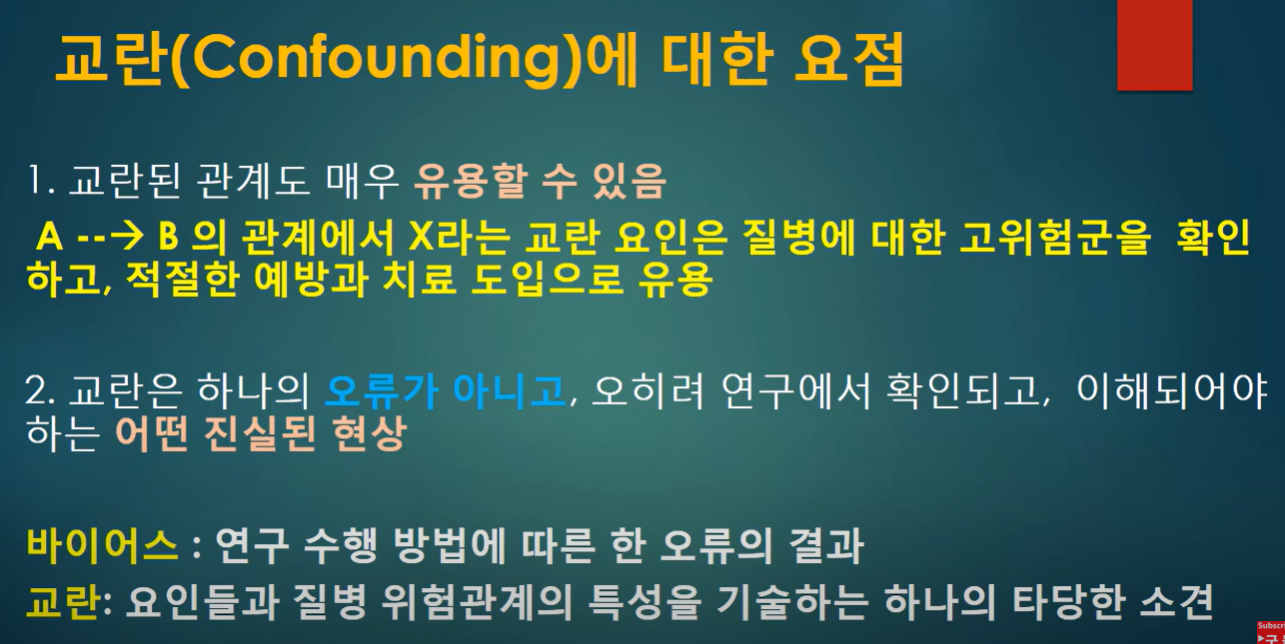 교란(Confounding)에 대한 요점
1. 교란된 관계도 매우 유용할 수 있음
A --→ B 의 관계에서 X라는 교란 요인은 질병에 대한 고위험군을 확인
하고, 적절한 예방과 치료 도입으로 유용
2. 교란은 하나의 오류가 아니고, 오히려 연구에서 확인되고, 이해되어야
하는 어떤 진실된 현상
바이어스 : 연구 수행 방법에 따른 한 오류의 결과
교란: 요인들과 질병 위험관계의 특성을 기술하는 하나의 타당한 소견